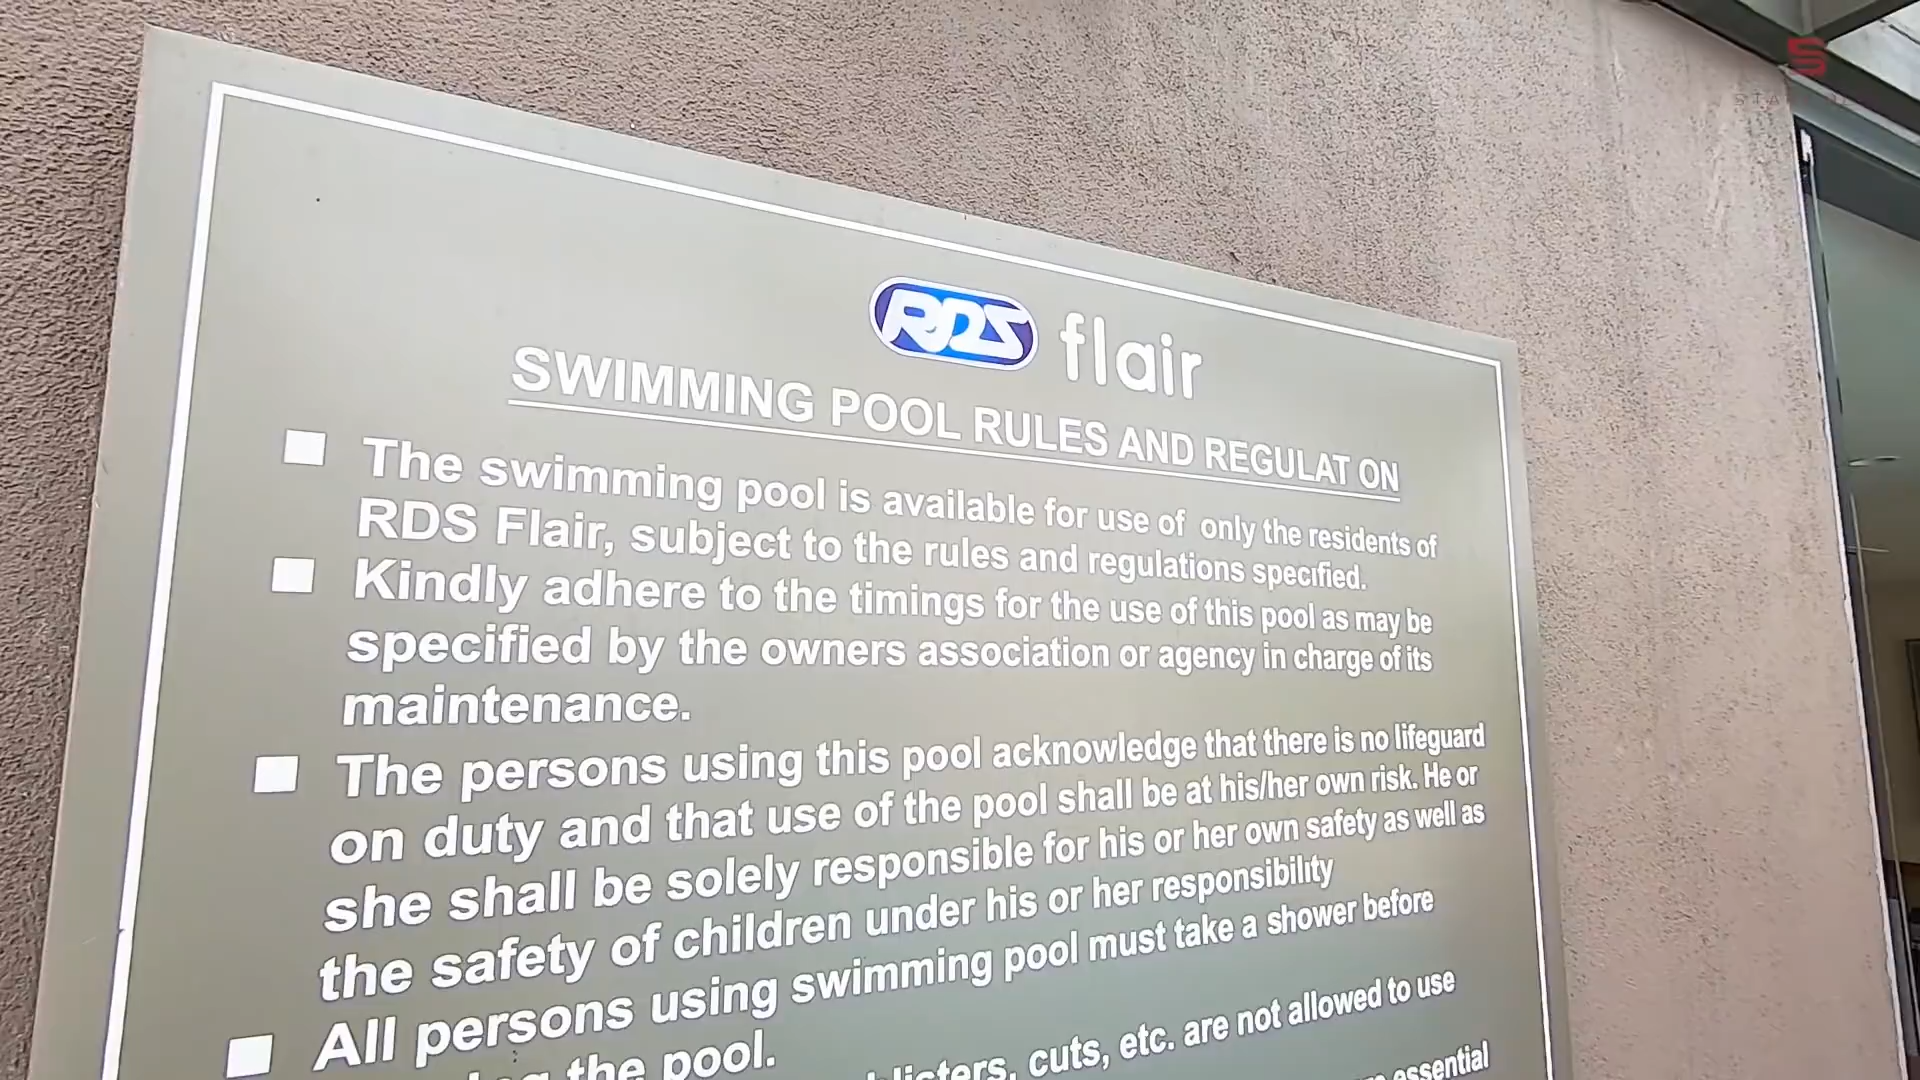 S
RDS flair
SWIMMING POOL RULES AND REGULAT ON
The swimming pool is available for use of only the residents of
RDS Flair, subject to the rules and regulations specified.
Kindly adhere to the timings for the use of this pool as may be
specified by the owners association or agency in charge of its
maintenance.
The persons using this pool acknowledge that there is no lifeguard
on duty and that use of the pool shall be at his/her own risk. He or
she shall be solely responsible for his or her own safety as well as
the safety of children under his or her responsibility
All persons using swimming pool must take a shower before
the pool.
blisters, cuts, etc. are not allowed to use
essential